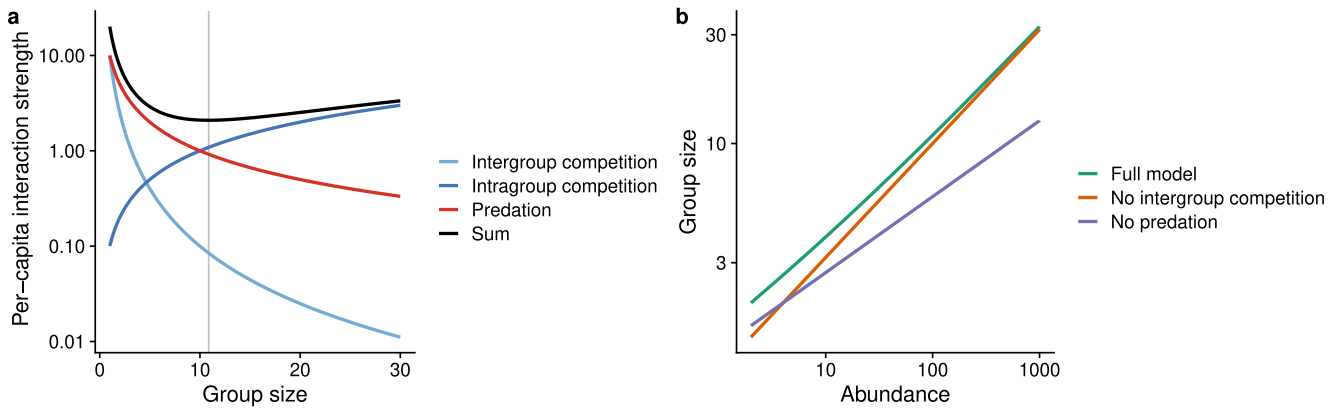 a
Per−capita interaction strength
10.00
1.00
0.10
0.01
0
10
20
30
Group size
Intergroup competition
Intragroup competition
Predation
Sum
b
Group size
30
10
3
10
100
1000
Abundance
Full model
No intergroup competition
No predation